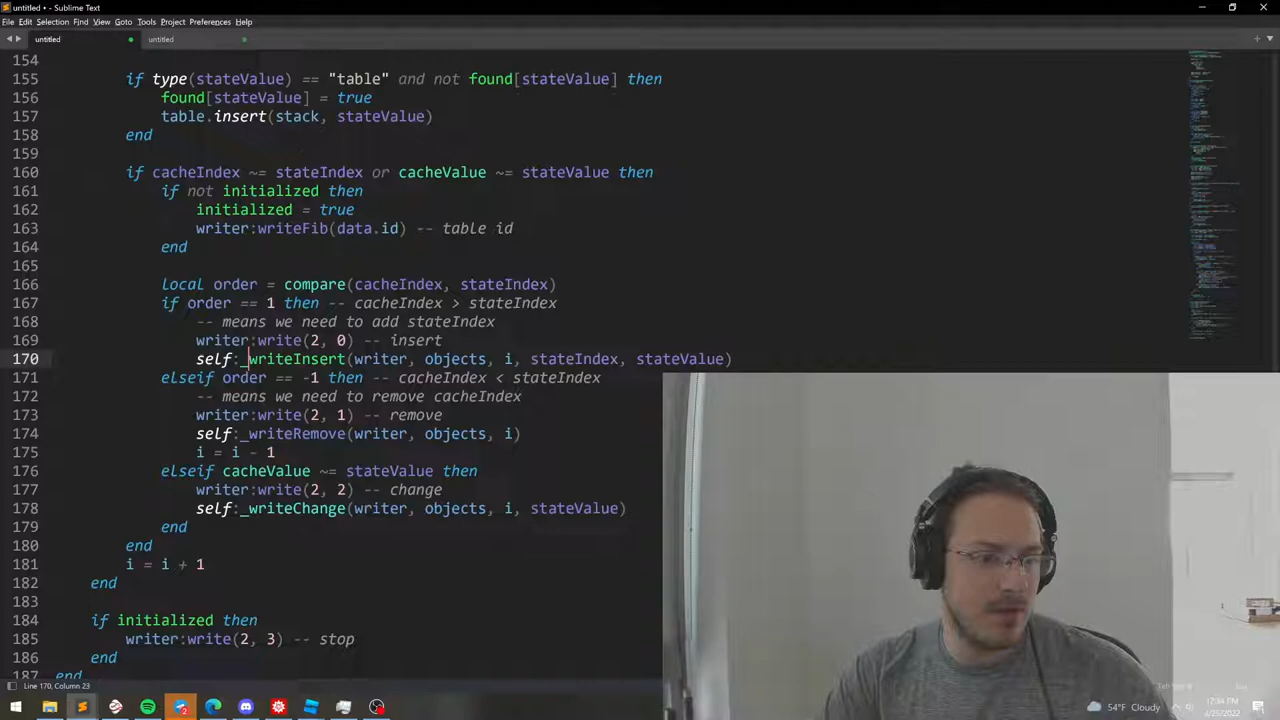 untitled • - Sublime Text
File Edit Selection Find View Goto Tools Project Preferences Help
untitled
untitled
154
155 if type(stateValue) == "table" and not found[stateValue] then
156 found[stateValue] = true
157 table.insert(stack, stateValue)
158 end
159
160 if cacheIndex ~= stateIndex or cacheValue ~= stateValue then
161 if not initialized then
162 initialized = true
163 writer:writeFib(data.id) -- table id
164 end
165
166 local order = compare(cacheIndex, stateIndex)
167 if order == 1 then -- cacheIndex > stateIndex
168 -- means we need to add stateIndex
169 writer:write(2, 0) -- insert
170 self:_writeInsert(writer, objects, i, stateIndex, stateValue)
171 elseif order == -1 then -- cacheIndex < stateIndex
172 -- means we need to remove cacheIndex
173 writer:write(2, 1) -- remove
174 self:_writeRemove(writer, objects, i)
175 i = i - 1
176 elseif cacheValue ~= stateValue then
177 writer:write(2, 2) -- change
178 self:_writeChange(writer, objects, i, stateValue)
179 end
180 end
181 i = i + 1
182 end
183
184 if initialized then
185 writer:write(2, 3) -- stop
186 end
187 end
Line 170, Column 23
54°F Cloudy